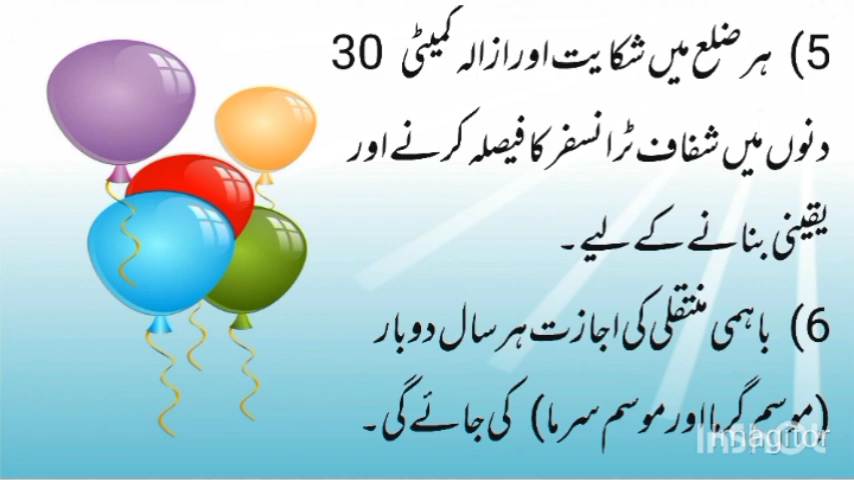 5) ہر ضلع میں شکایت اور ازالہ کمیٹی 30
دنوں میں شفاف ٹرانسفر کا فیصلہ کرنے اور
یقینی بنانے کے لیے۔
6) باہمی منتقلی کی اجازت ہر سال دو بار
(موسم گرما اور موسم سرما) کی جائے گی۔
InShOt